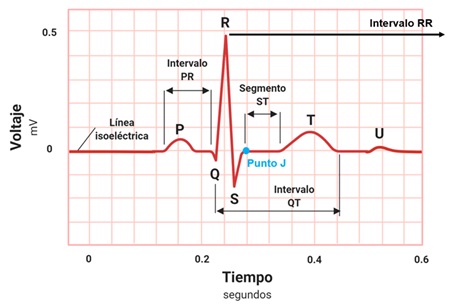 R
Intervalo RR
0.5
Intervalo
PR
Segmento
ST
Voltaje
mV
Línea
isoeléctrica
P
T
U
0
Punto J
Q
S
Intervalo
QT
0
0.2
0.4
0.6
Tiempo
segundos